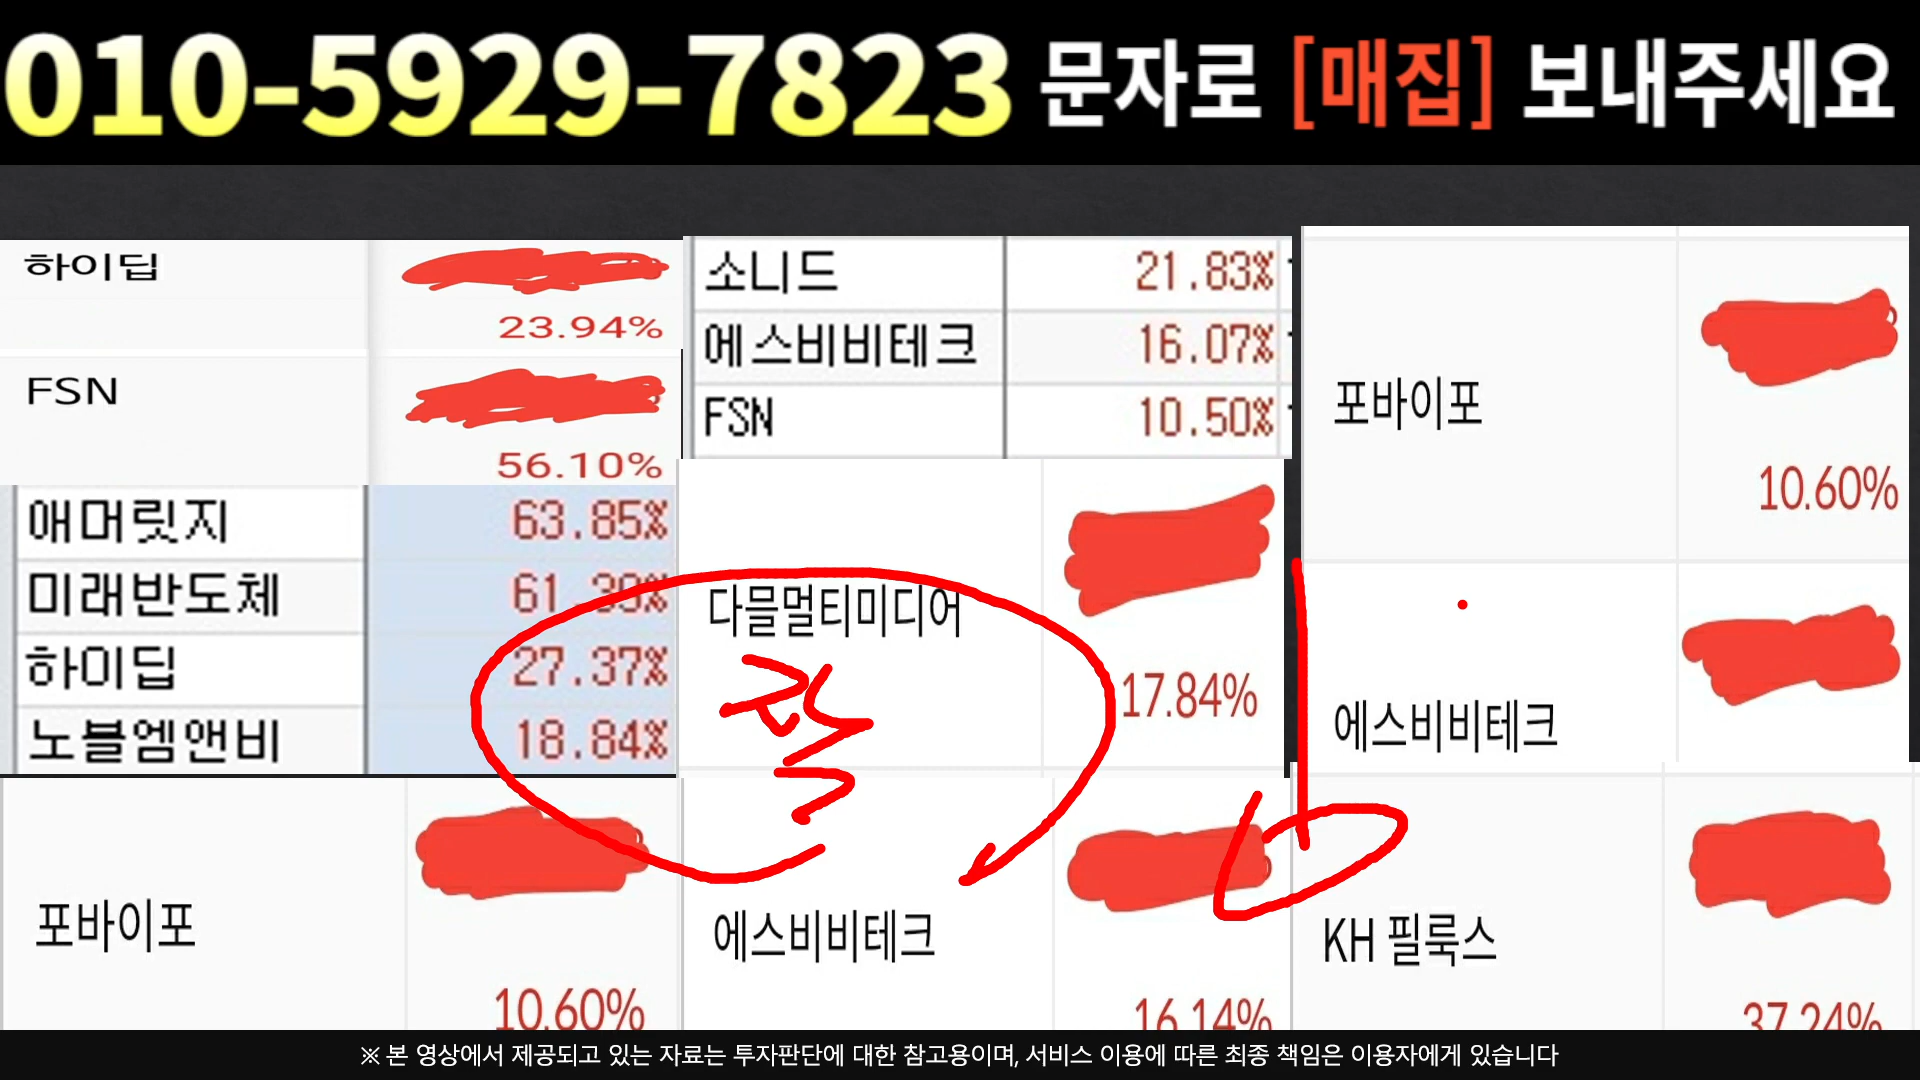 010-5929-7823 문자로 [매집] 보내주세요
하이딥
23.94%
FSN
56.10%
애머릿지 63.85%
미래반도체 61.39%
하이딥 27.37%
노블엠앤비 18.84%
소니드 21.83%
에스비비테크 16.07%
FSN 10.50%
다믈멀티미디어
17.84%
포바이포
10.60%
에스비비테크
포바이포
10.60%
에스비비테크
16.14%
KH 필룩스
37.24%
※ 본 영상에서 제공되고 있는 자료는 투자판단에 대한 참고용이며, 서비스 이용에 따른 최종 책임은 이용자에게 있습니다